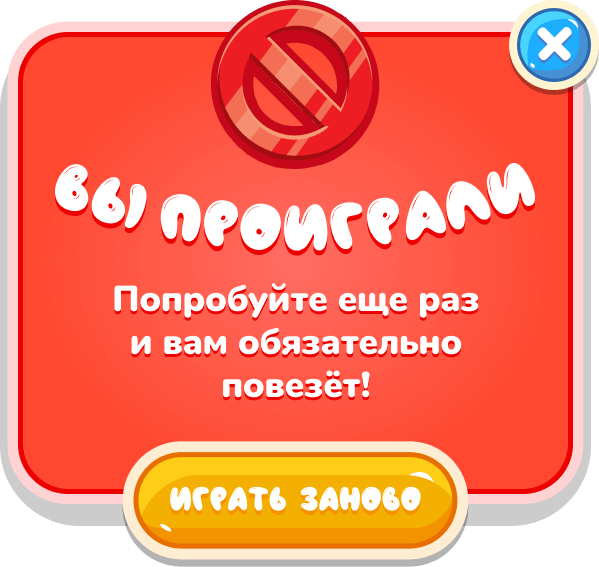 ВЫ ПРОИГРАЛИ
Попробуйте еще раз
и вам обязательно
повезёт!
ИГРАТЬ ЗАНОВО